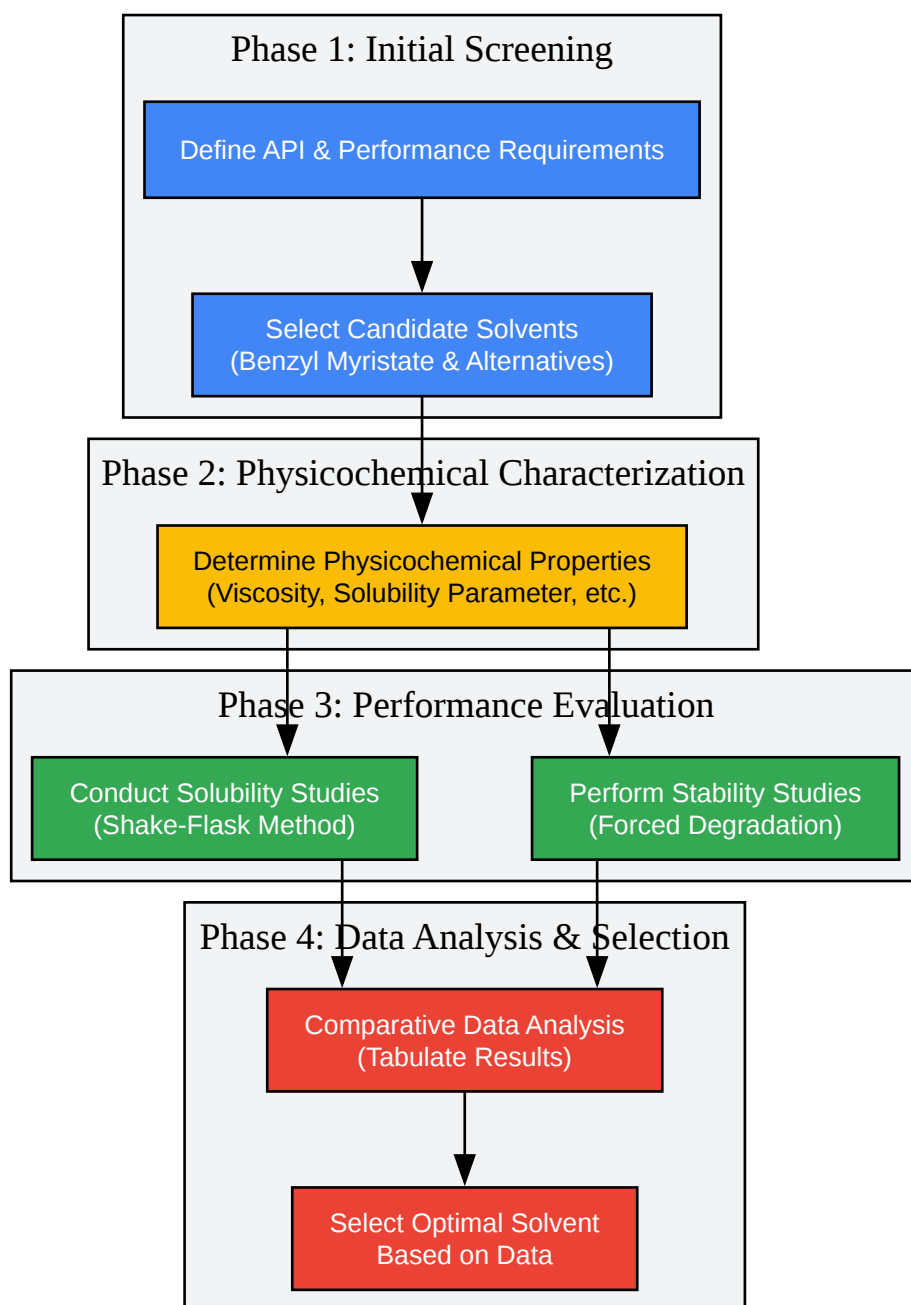 Phase 1: Initial Screening
Define API & Performance Requirements
Select Candidate Solvents
(Benzyl Myristate & Alternatives)
Phase 2: Physicochemical Characterization
Determine Physicochemical Properties
(Viscosity, Solubility Parameter, etc.)
Phase 3: Performance Evaluation
Conduct Solubility Studies
(Shake-Flask Method)
Perform Stability Studies
(Forced Degradation)
Phase 4: Data Analysis & Selection
Comparative Data Analysis
(Tabulate Results)
Select Optimal Solvent
Based on Data